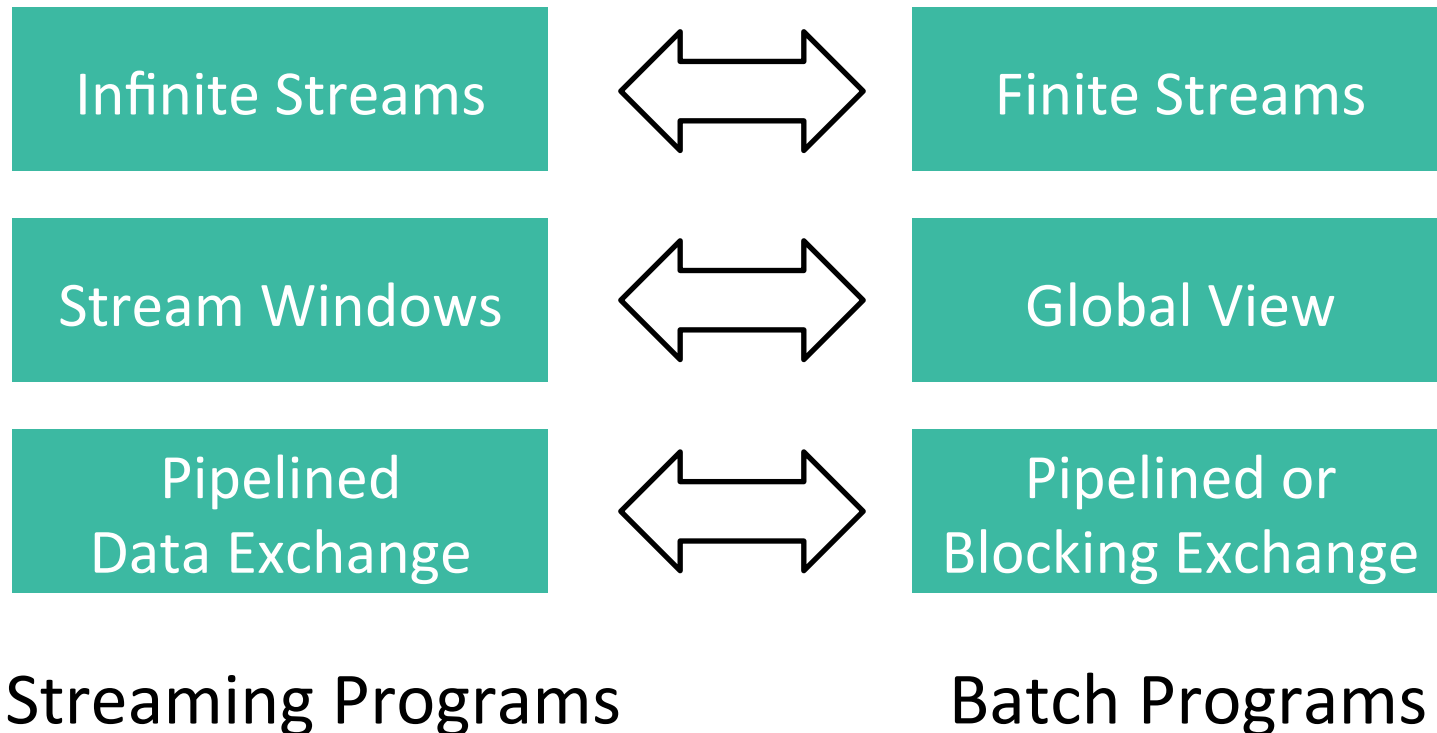 Infinite Streams
Finite Streams
Stream Windows
Global View
Pipelined
Data Exchange
Pipelined or
Blocking Exchange
Streaming Programs
Batch Programs